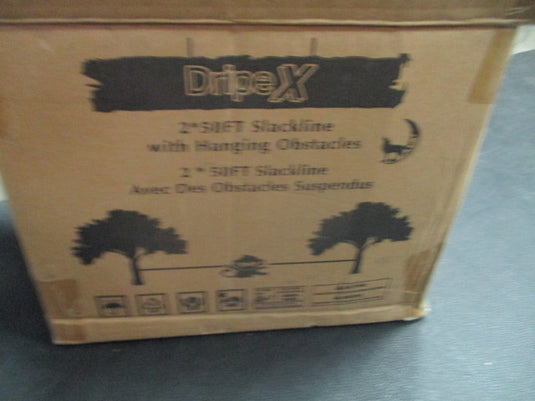 DripeX
2*50FT Slackline
with Hanging Obstacles
2 * 50FT Slackline
Avec Des Obstacles Suspendus